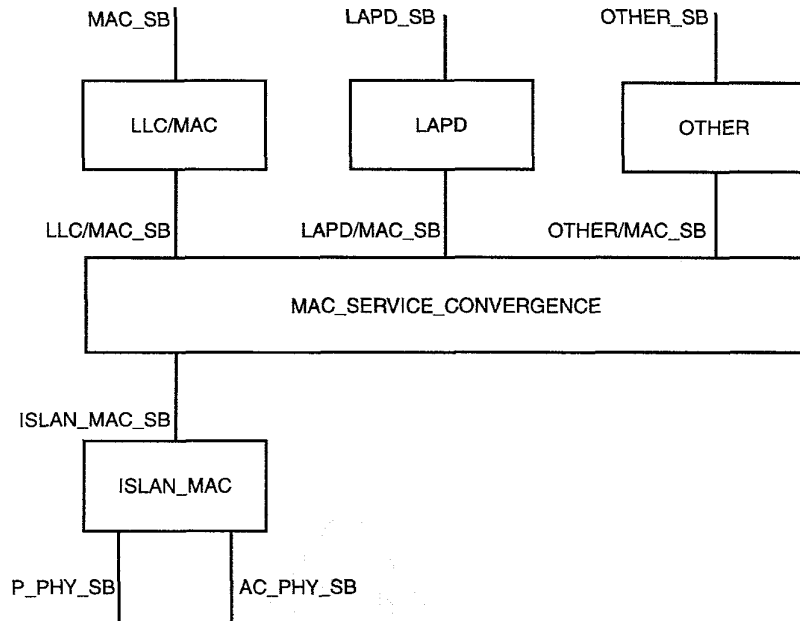 MAC_SB
LAPD_SB
OTHER_SB
LLC/MAC
LAPD
OTHER
LLC/MAC_SB
LAPD/MAC_SB
OTHER/MAC_SB
MAC_SERVICE_CONVERGENCE
ISLAN_MAC_SB
ISLAN_MAC
P_PHY_SB
AC_PHY_SB